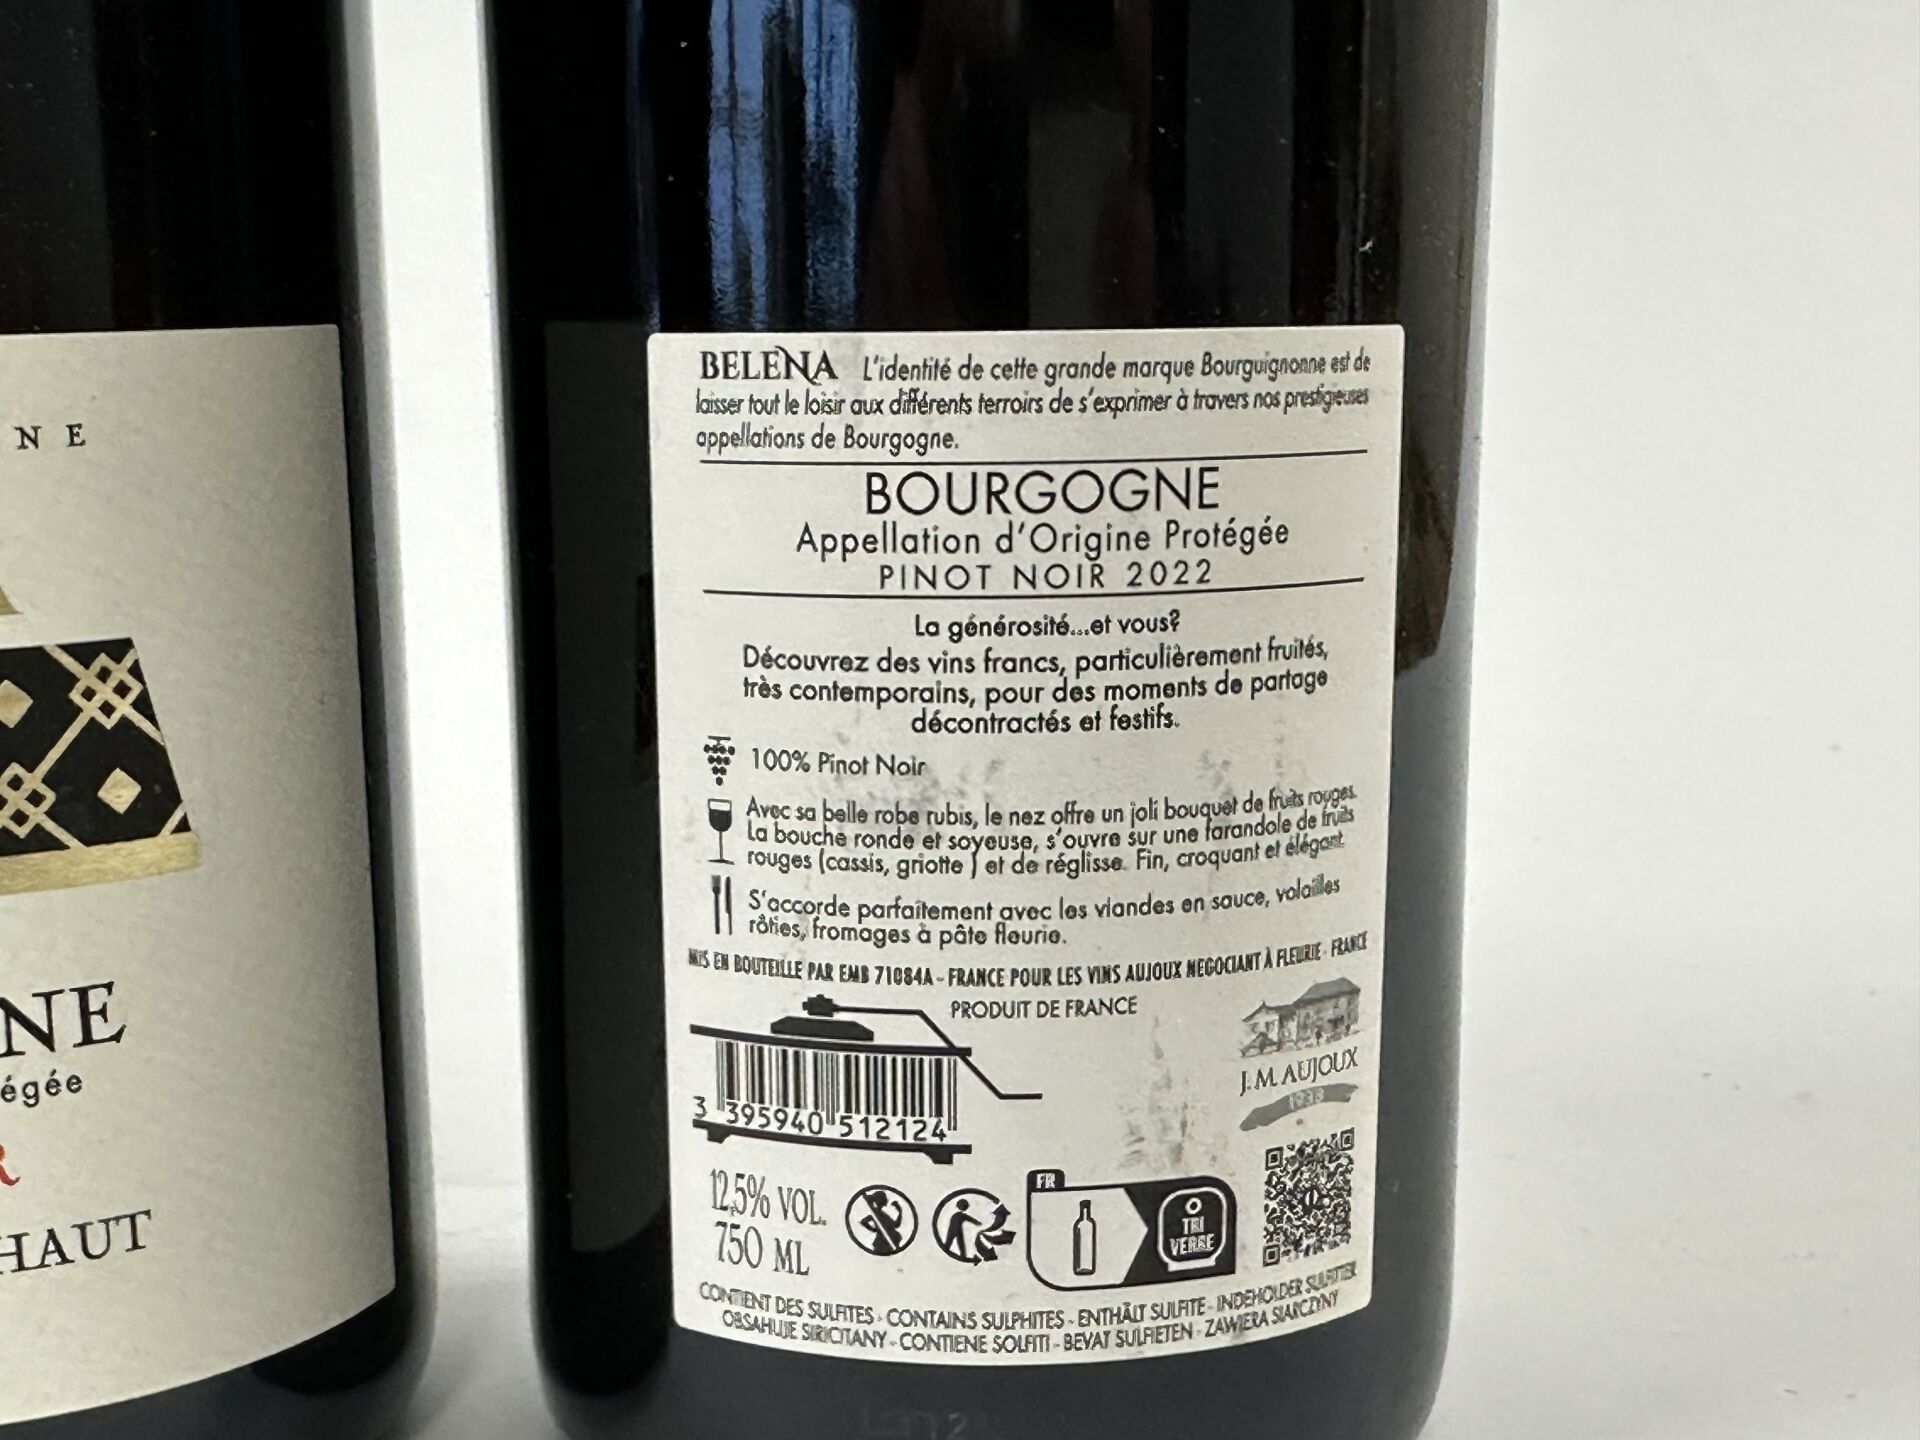 NE
NE
égée
R
HAUT
BELENA L'identité de cette grande marque Bourguignonne est de
laisser tout le loisir aux différents terroirs de s'exprimer à travers nos prestigieuses
appellations de Bourgogne.
BOURGOGNE
Appellation d'Origine Protégée
PINOT NOIR 2022
La générosité...et vous?
Découvrez des vins francs, particulièrement fruités,
très contemporains, pour des moments de partage
décontractés et festifs.
100% Pinot Noir
Avec sa belle robe rubis, le nez offre un joli bouquet de fruits rouges.
La bouche ronde et soyeuse, s'ouvre sur une farandole de fruits
rouges (cassis, griotte ) et de réglisse. Fin, croquant et élégant.
S'accorde parfaitement avec les viandes en sauce, volailles
rôties, fromages à pâte fleurie.
MIS EN BOUTEILLE PAR EMB 71084A - FRANCE POUR LES VINS AUJOUX NEGOCIANT À FLEURIE - FRANCE
PRODUIT DE FRANCE
J.M. AUJOUX
3 395940 512124
12,5% VOL.
750 ML
FR
TRI
VERRE
CONTIENT DES SULFITES - CONTAINS SULPHITES - ENTHÄLT SULFITE - INDEHOLDER SULFITTER
OBSAHUJE SIRICITANY - CONTIENE SOLFITI - BEVAT SULFIETEN - ZAWIERA SIARCZYNY